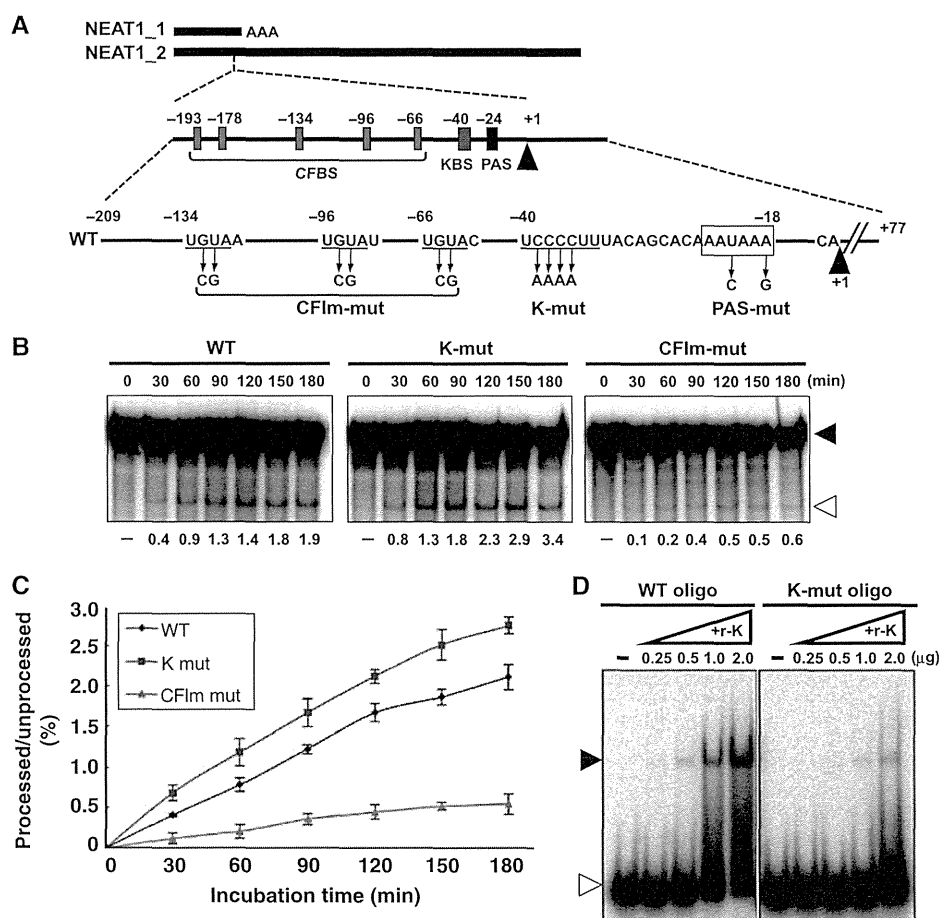 A
NEAT1_1 AAA
NEAT1_2
–193 –178 –134 –96 –66 –40 –24 +1
CFBS KBS PAS
–209 –134 –96 –66 –40 –18 +77
WT UGUAA UGUAU UGUAC UCCCCUUUACAGCACAAAUAAA CA
CG CG CG AAAA C G +1
CFIm-mut K-mut PAS-mut
B
WT K-mut CFIm-mut
0 30 60 90 120 150 180 0 30 60 90 120 150 180 0 30 60 90 120 150 180 (min)
– 0.4 0.9 1.3 1.4 1.8 1.9 – 0.8 1.3 1.8 2.3 2.9 3.4 – 0.1 0.2 0.4 0.5 0.5 0.6
C
Processed/unprocessed
(%)
3.0
2.5
2.0
1.5
1.0
0.5
0
WT
K mut
CFIm mut
0 30 60 90 120 150 180
Incubation time (min)
D
WT oligo K-mut oligo
+r-K +r-K
– 0.25 0.5 1.0 2.0 – 0.25 0.5 1.0 2.0 (μg)